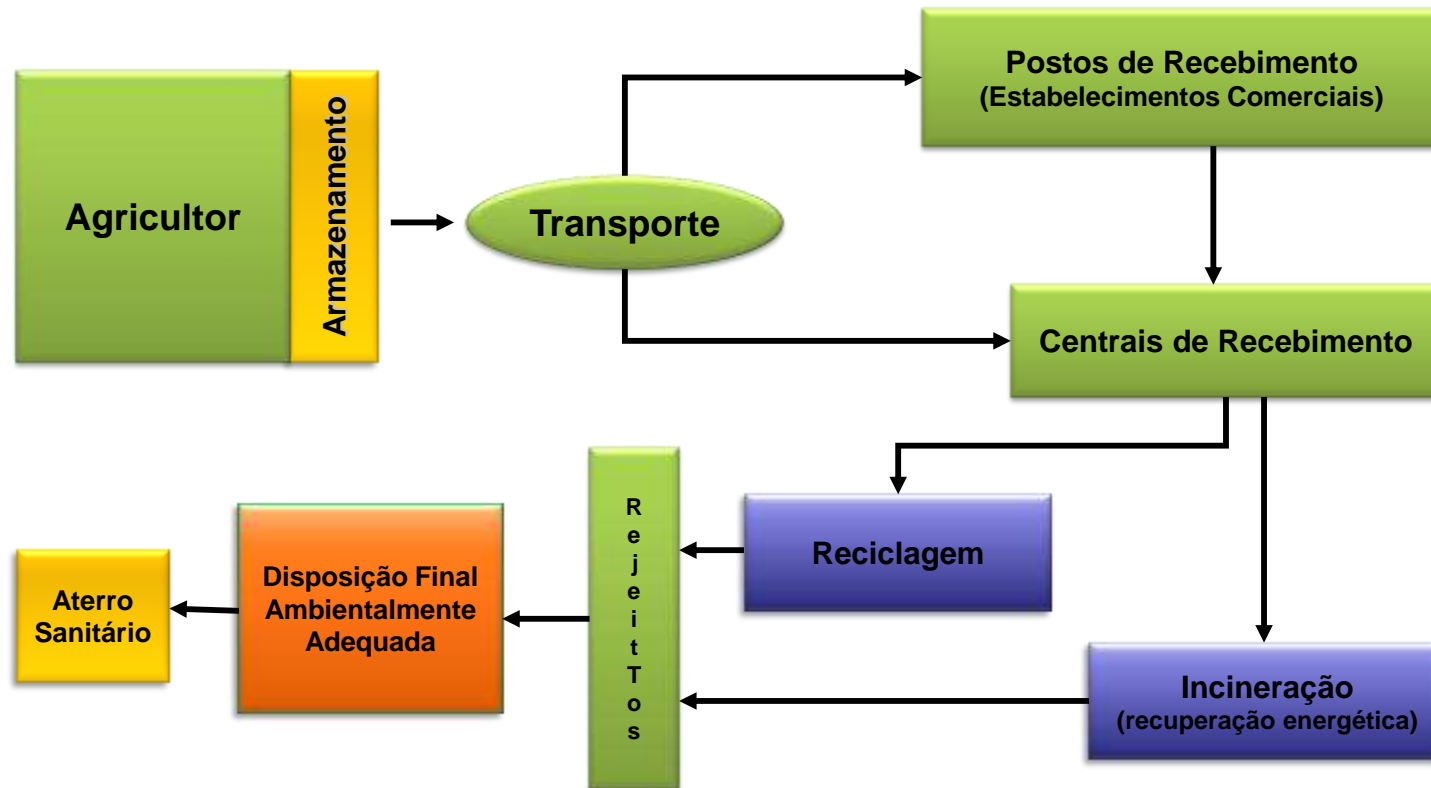 Agricultor
Armazenamento
Transporte
Postos de Recebimento
(Estabelecimentos Comerciais)
Centrais de Recebimento
Reciclagem
Incineração
(recuperação energética)
R
e
j
e
i
t
T
o
s
Disposição Final
Ambientalmente
Adequada
Aterro
Sanitário